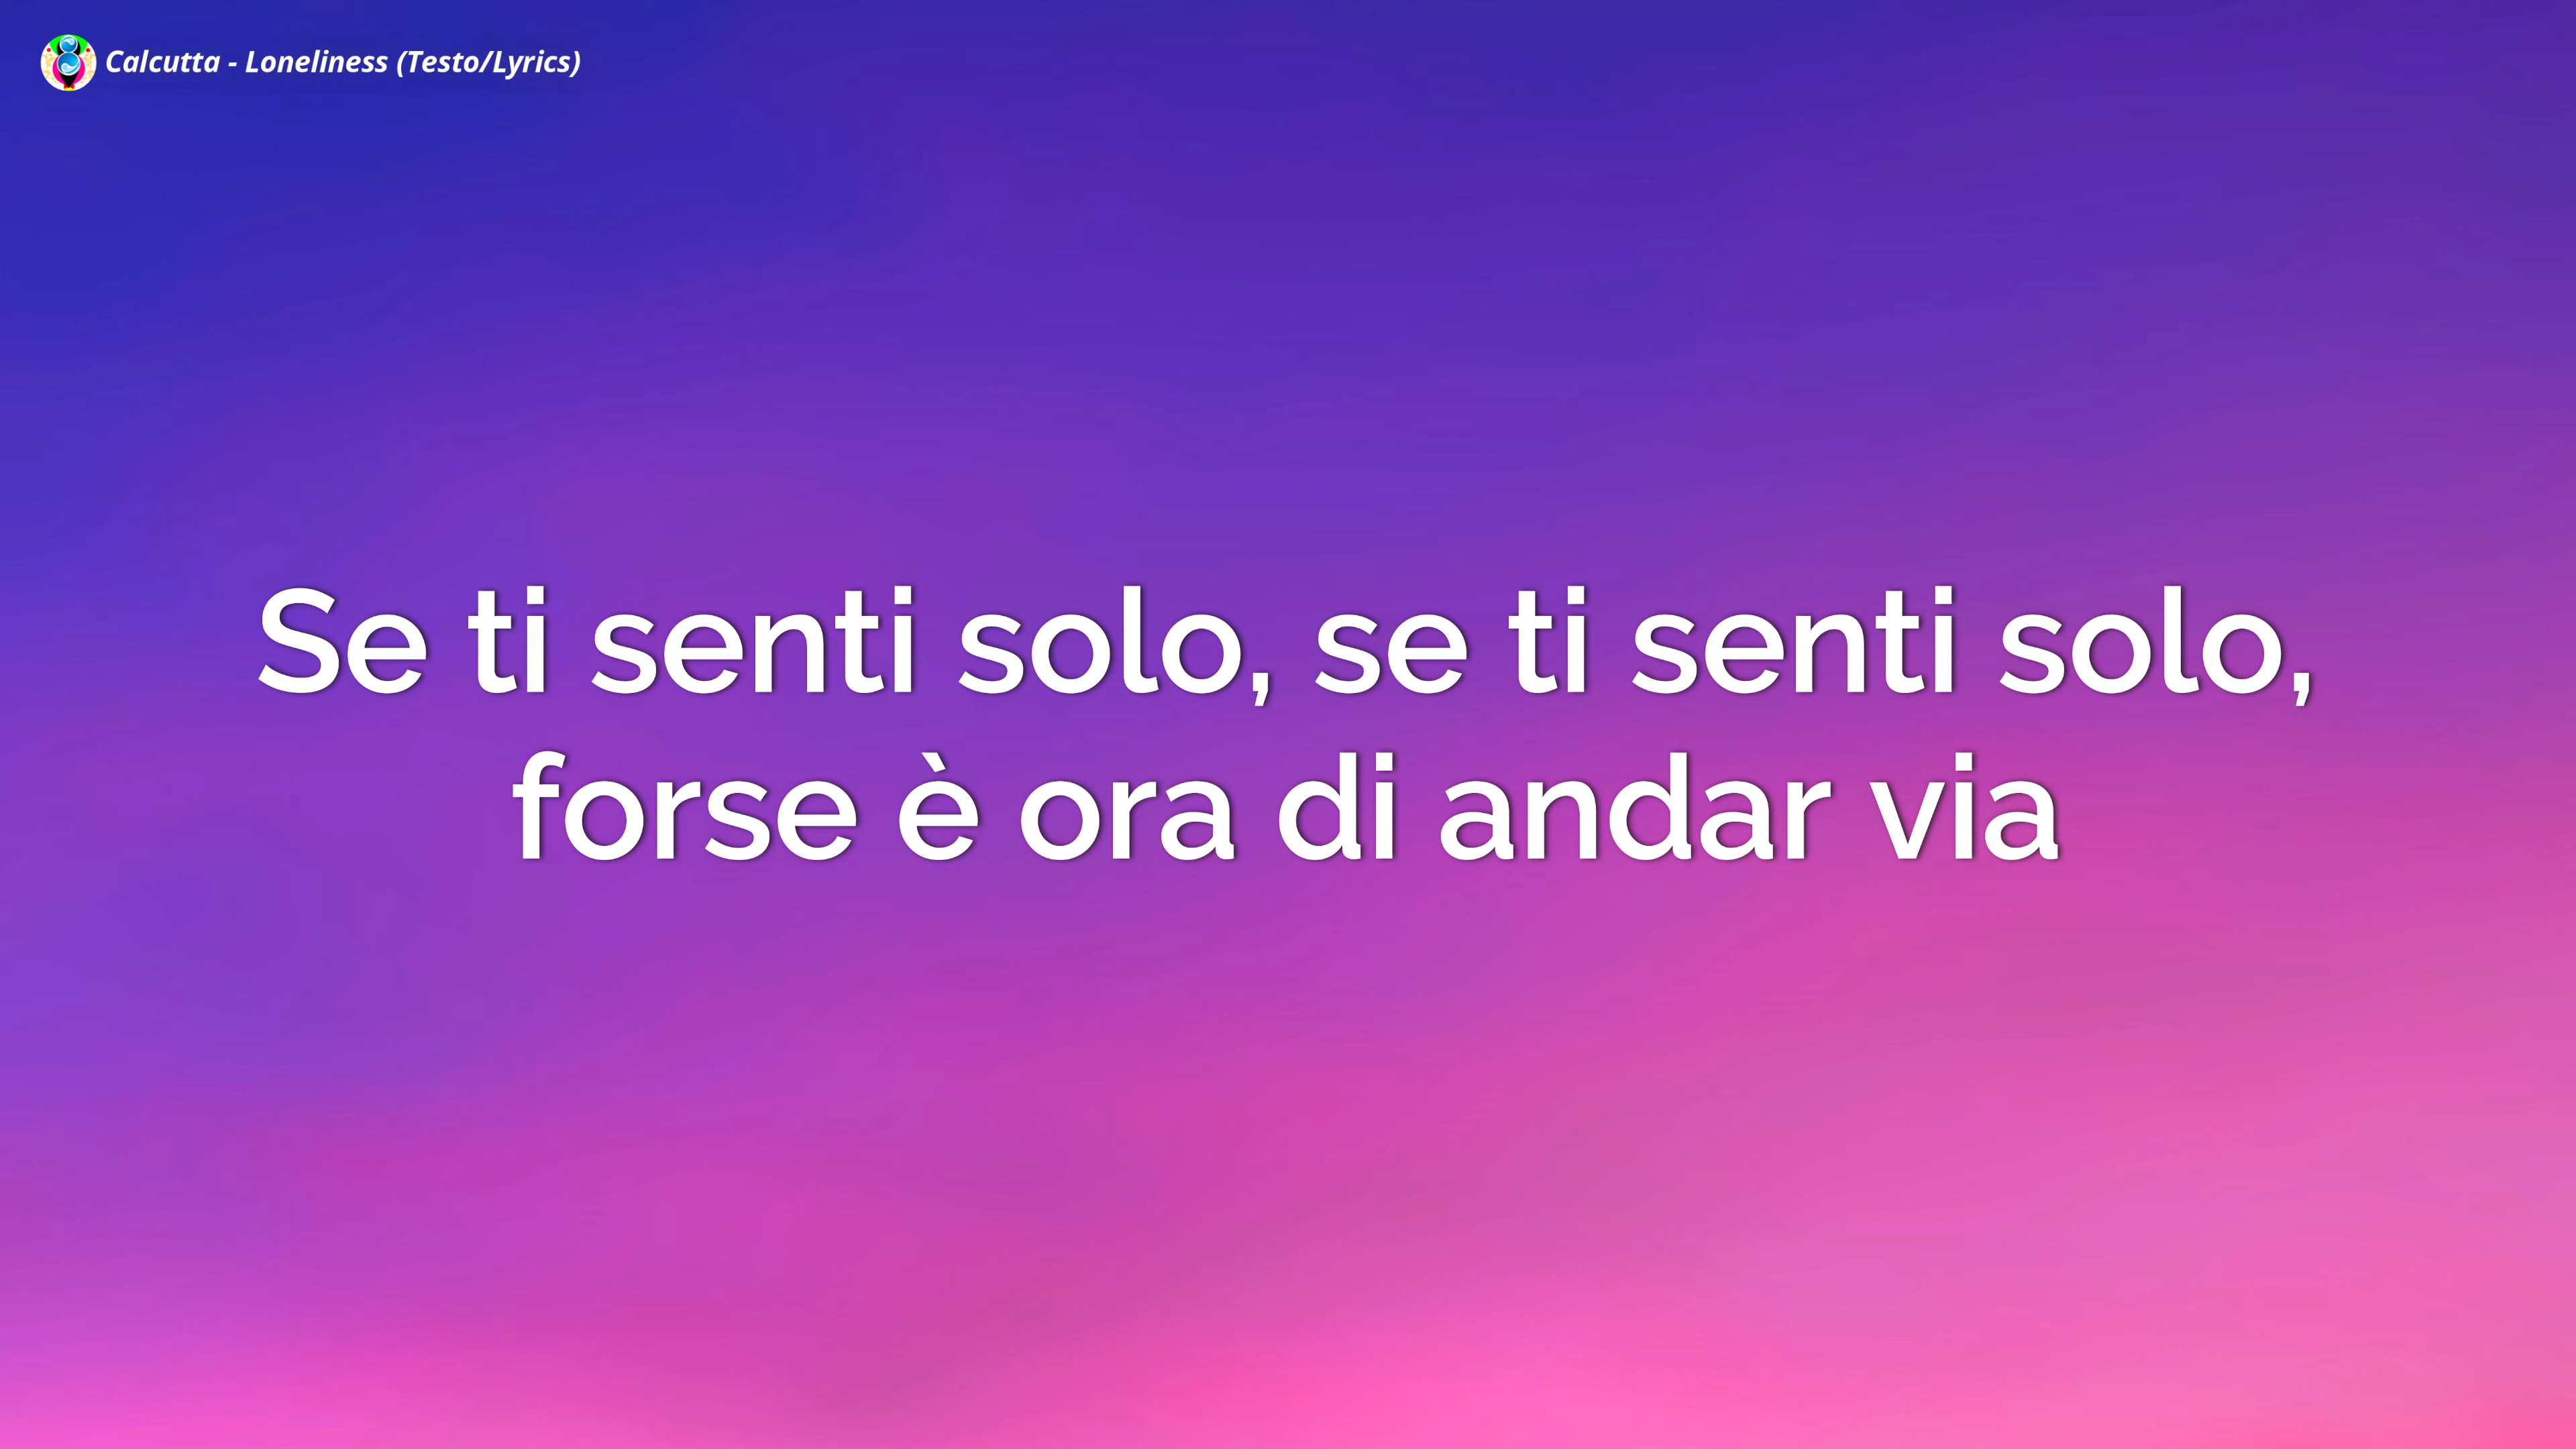 Calcutta - Loneliness (Testo/Lyrics)
Se ti senti solo, se ti senti solo,
forse è ora di andar via